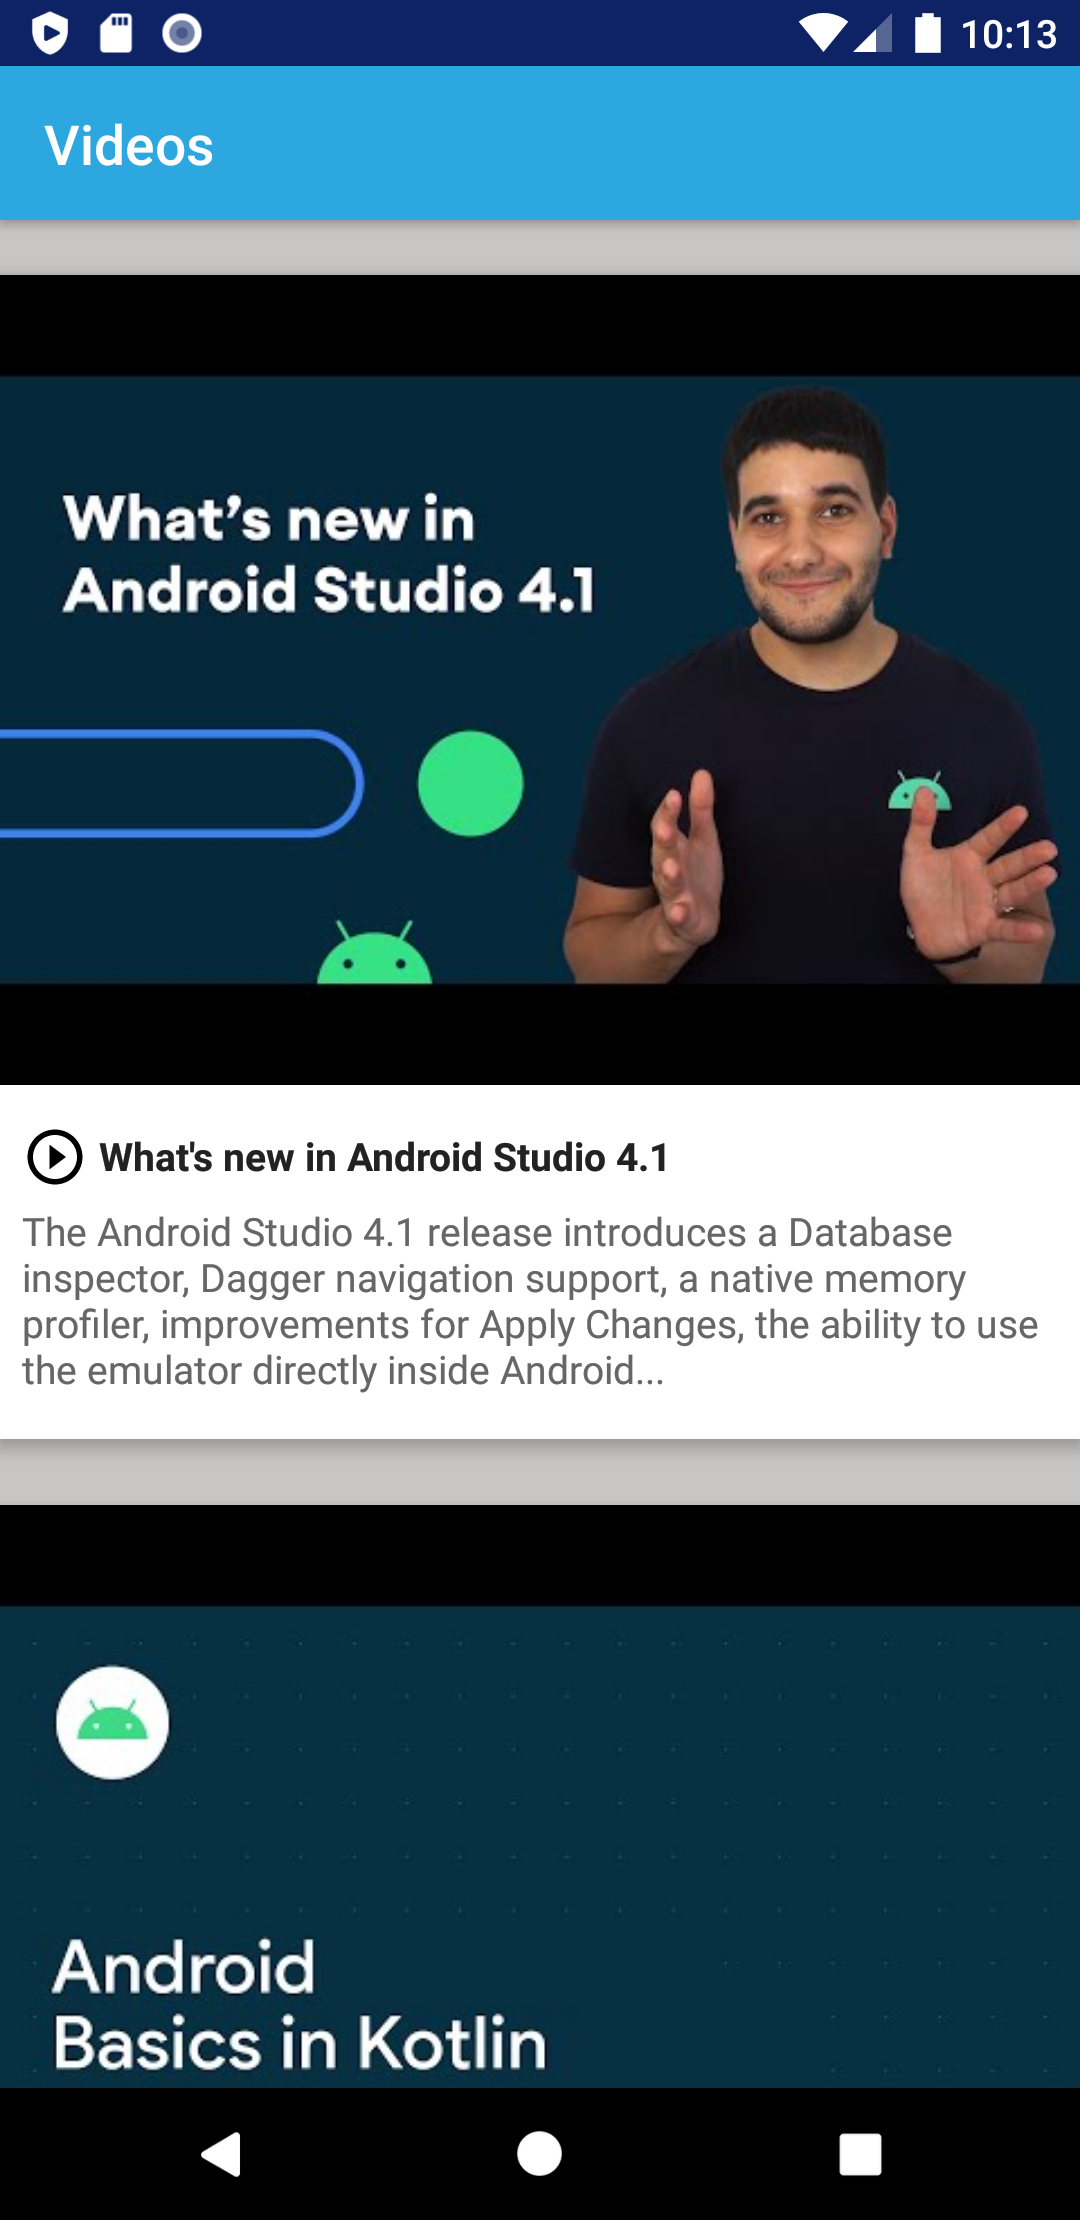 10:13
Videos
What’s new in
Android Studio 4.1
What's new in Android Studio 4.1
The Android Studio 4.1 release introduces a Database
inspector, Dagger navigation support, a native memory
profiler, improvements for Apply Changes, the ability to use
the emulator directly inside Android...
Android
Basics in Kotlin